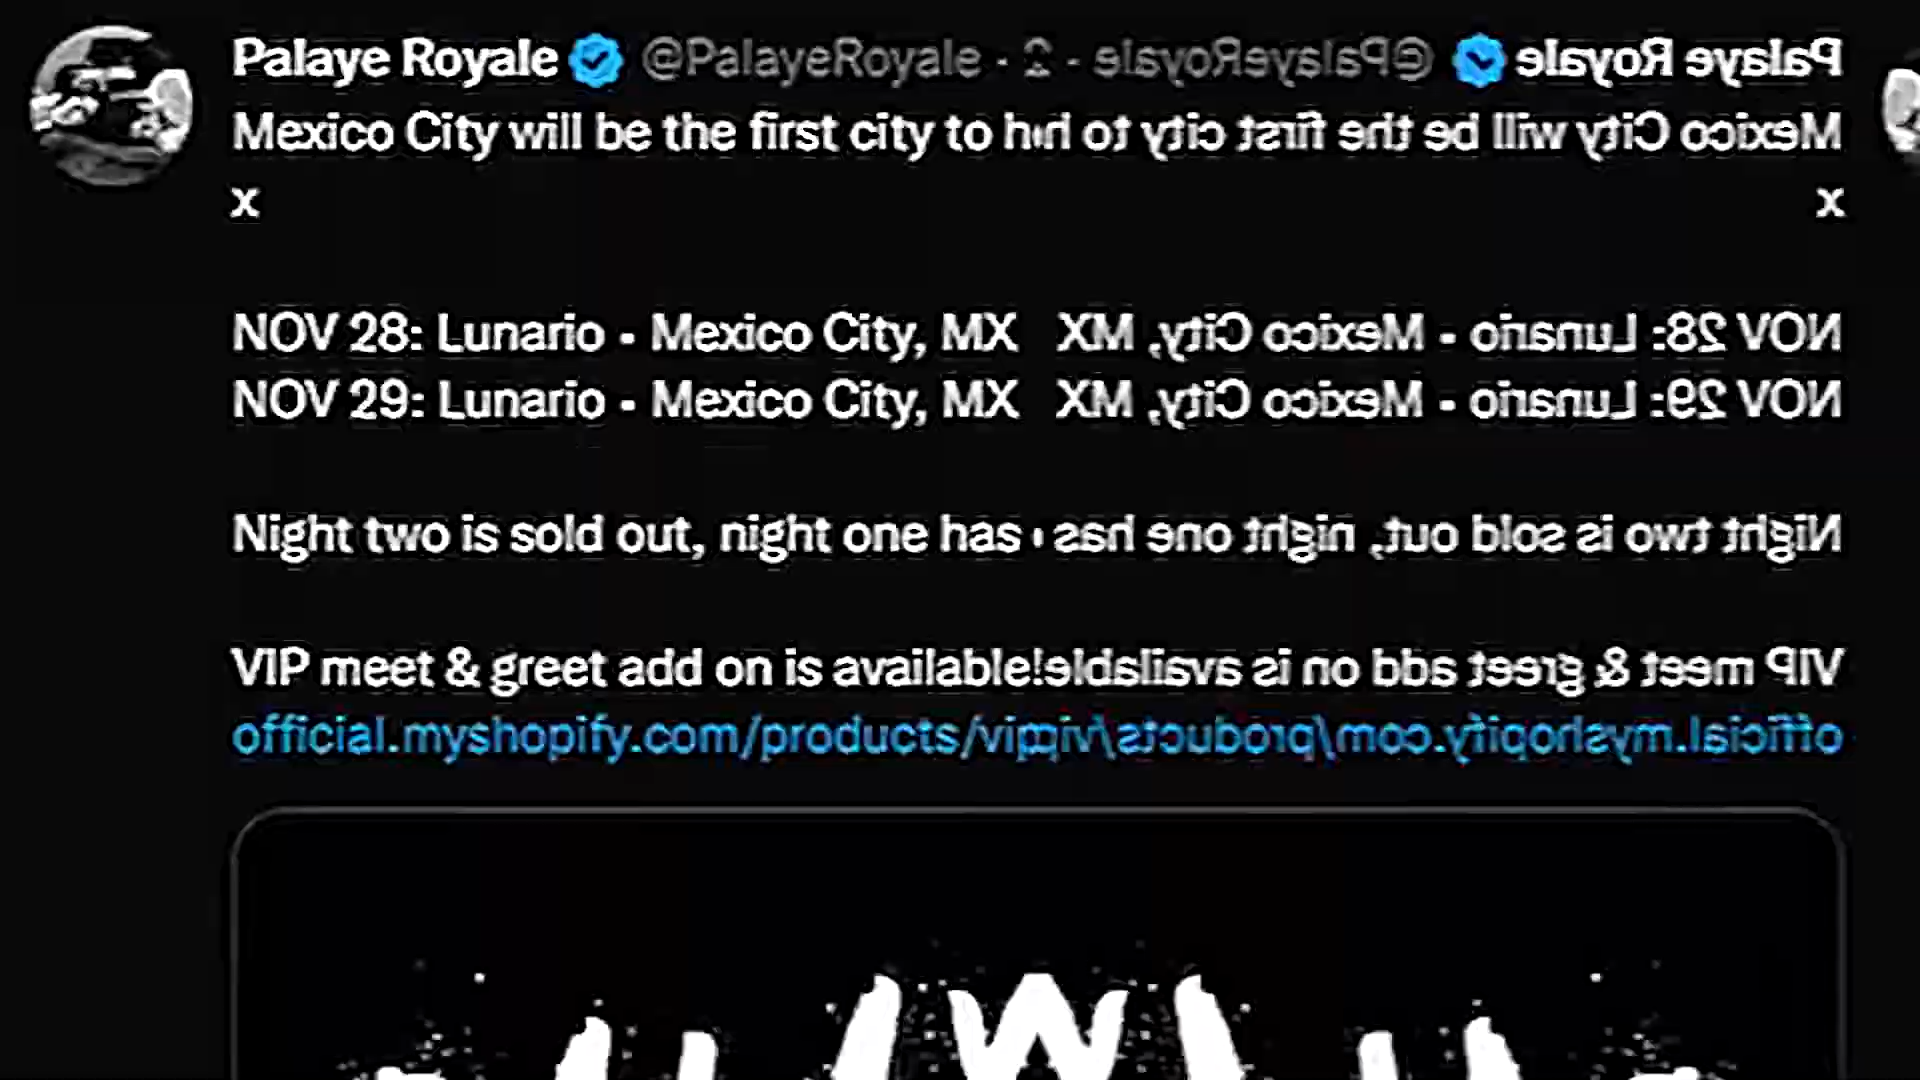 Palaye Royale @PalayeRoyale · 2
Mexico City will be the first city to
x
NOV 28: Lunario - Mexico City, MX
NOV 29: Lunario - Mexico City, MX
Night two is sold out, night one has
VIP meet & greet add on is available!
official.myshopify.com/products/vip